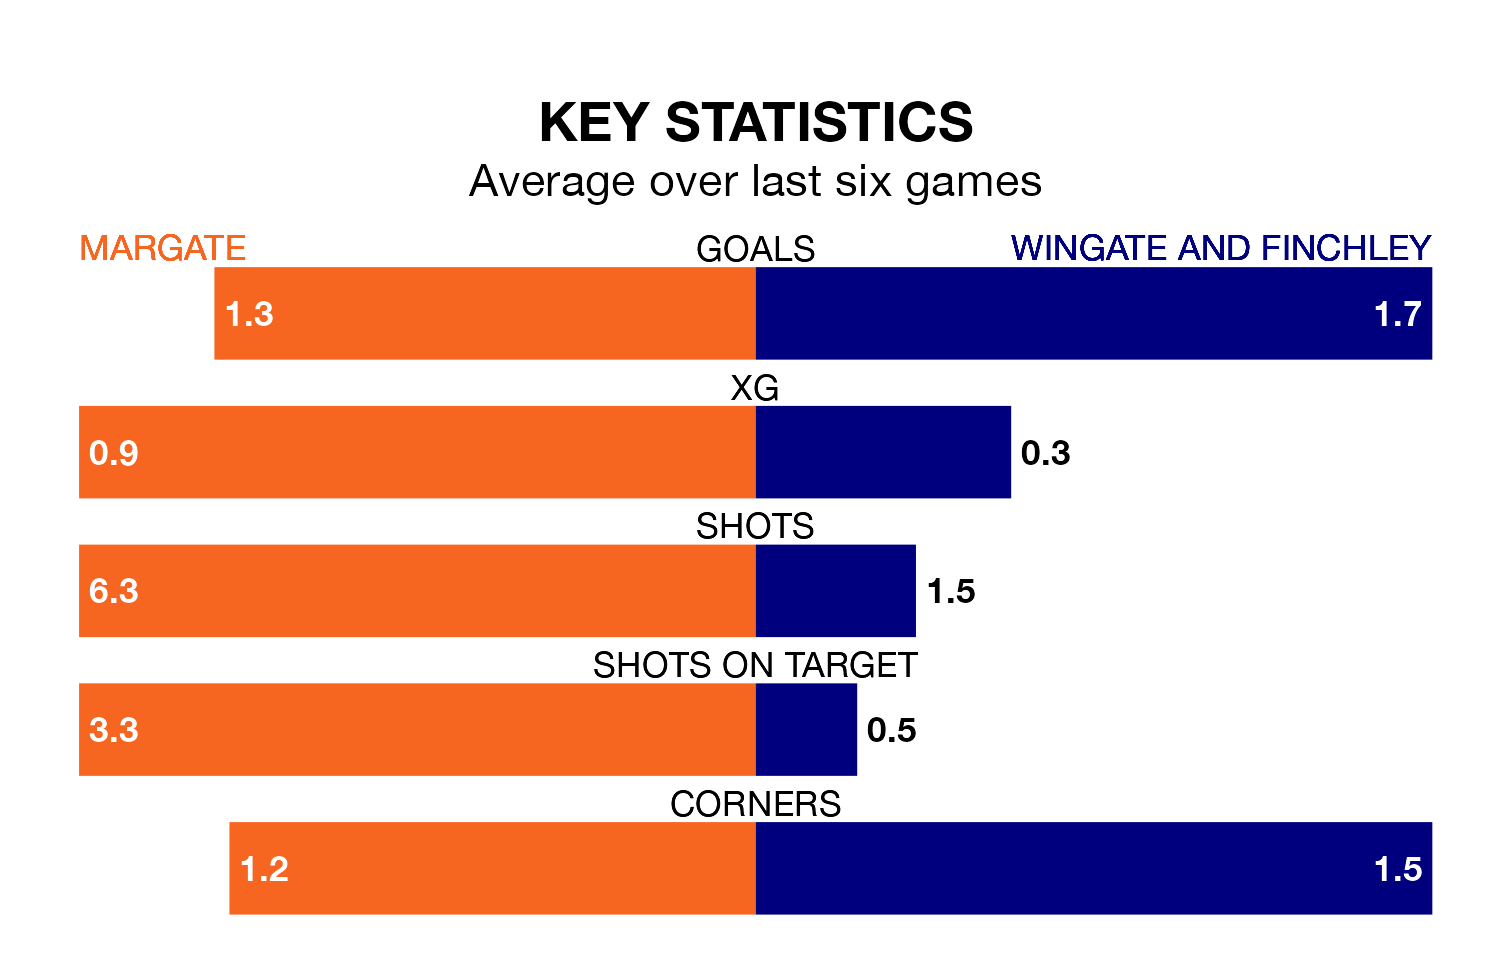 KEY STATISTICS
Average over last six games
MARGATE GOALS WINGATE AND FINCHLEY
1.3 1.7
XG
0.9 0.3
SHOTS
6.3 1.5
SHOTS ON TARGET
3.3 0.5
CORNERS
1.2 1.5